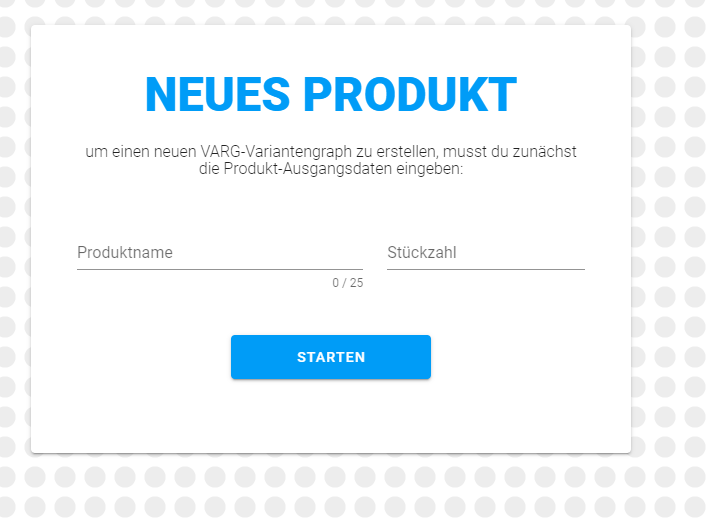 NEUES PRODUKT
um einen neuen VARG-Variantengraph zu erstellen, musst du zunächst
die Produkt-Ausgangsdaten eingeben:
Produktname
Stückzahl
0 / 25
STARTEN